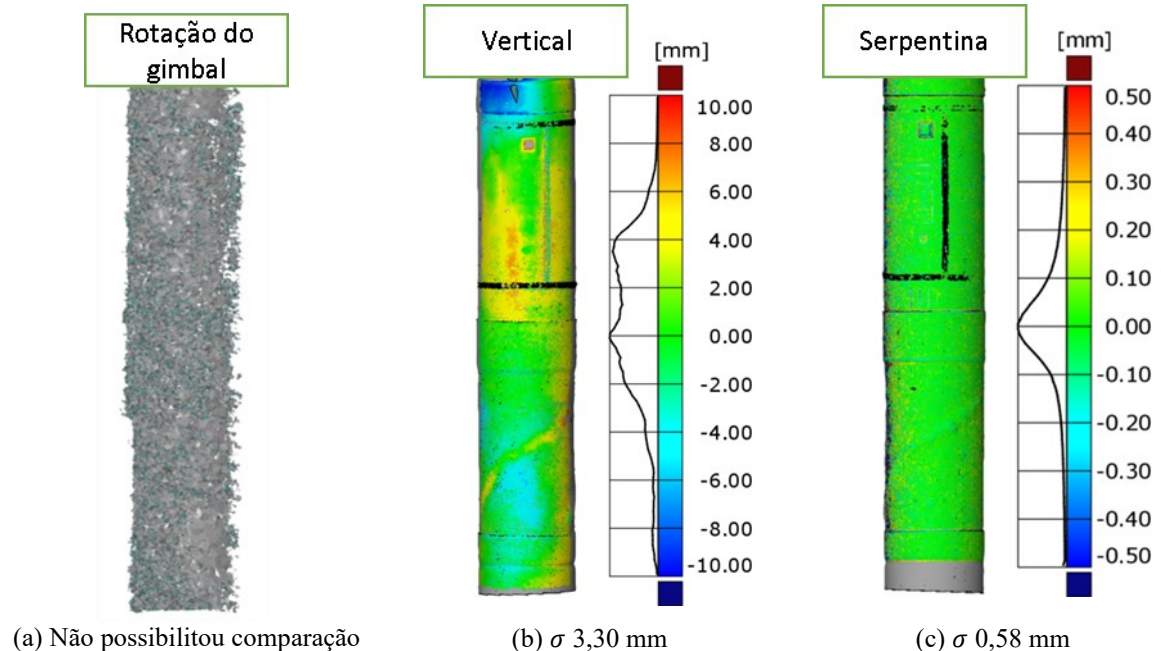 Rotação do
gimbal
Vertical
[mm]
10.00
8.00
6.00
4.00
2.00
0.00
-2.00
-4.00
-6.00
-8.00
-10.00
Serpentina
[mm]
0.50
0.40
0.30
0.20
0.10
0.00
-0.10
-0.20
-0.30
-0.40
-0.50
(a) Não possibilitou comparação
(b) σ 3,30 mm
(c) σ 0,58 mm